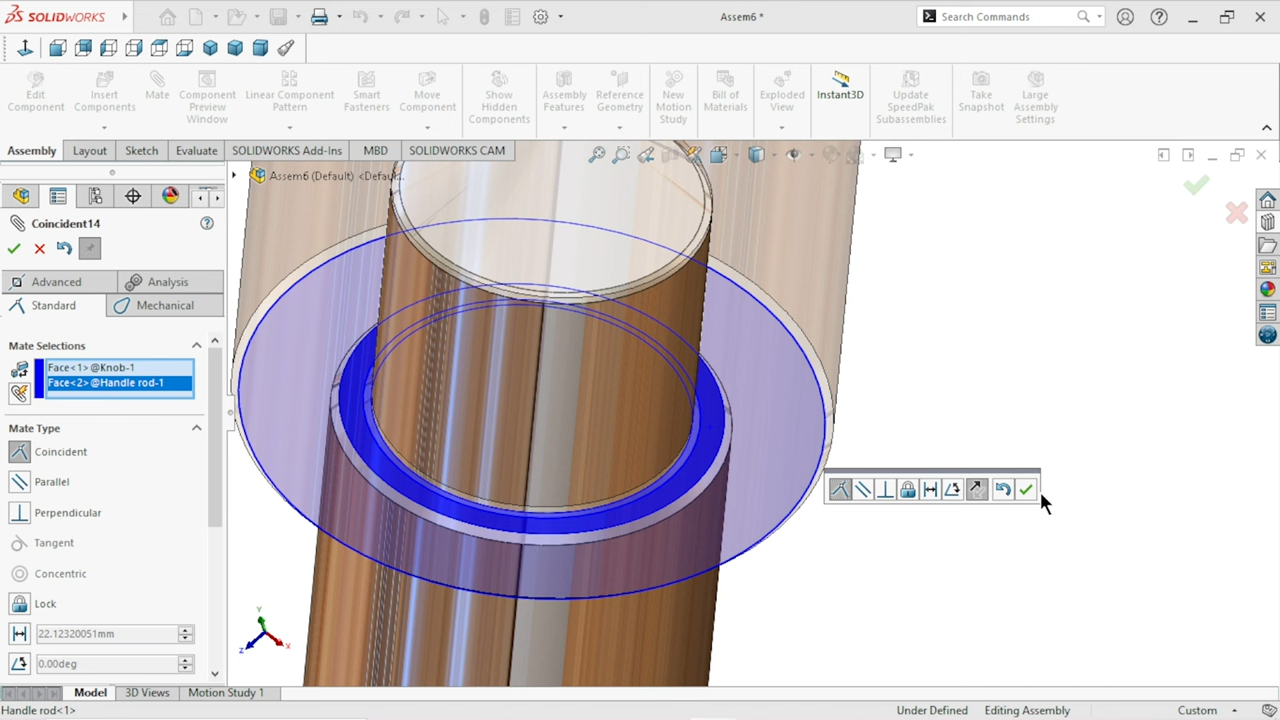 SOLIDWORKS
Assem6 *
Search Commands
Edit Component
Insert Components
Mate
Component Preview Window
Linear Component Pattern
Smart Fasteners
Move Component
Show Hidden Components
Assembly Features
Reference Geometry
New Motion Study
Bill of Materials
Exploded View
Instant3D
Update SpeedPak Subassemblies
Take Snapshot
Large Assembly Settings
Assembly
Layout
Sketch
Evaluate
SOLIDWORKS Add-Ins
MBD
SOLIDWORKS CAM
Assem6 (Default) <Defau...
Coincident14
Advanced
Analysis
Standard
Mechanical
Mate Selections
Face<1>@Knob-1
Face<2>@Handle rod-1
Mate Type
Coincident
Parallel
Perpendicular
Tangent
Concentric
Lock
22.12320051mm
0.00deg
Y
X
Z
Model
3D Views
Motion Study 1
Handle rod<1>
Under Defined
Editing Assembly
Custom